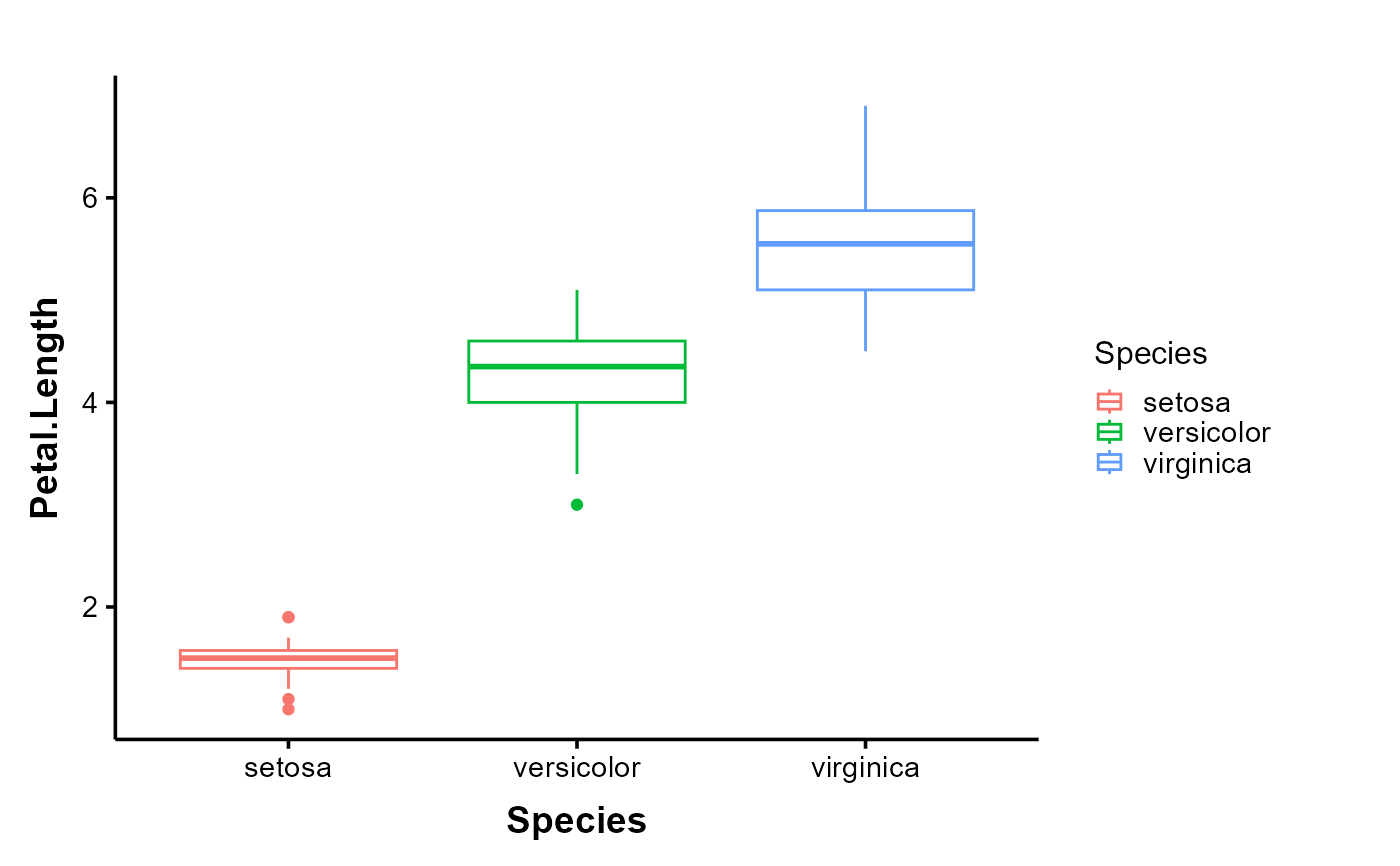 Petal.Length
6
4
2
setosa
versicolor
virginica
Species
Species
setosa
versicolor
virginica